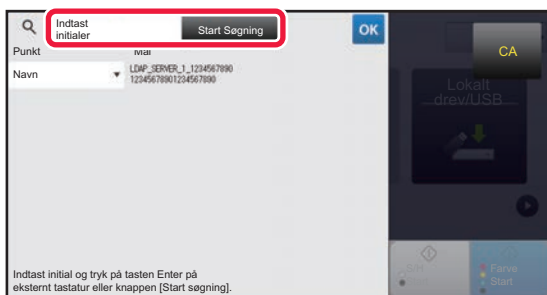 Indtast
initialer
Start Søgning
OK
CA
Punkt
Mål
Navn
LDAP_SERVER_1_1234567890
12345678901234567890
Lokalt
drev/USB
Indtast initial og tryk på tasten Enter på
eksternt tastatur eller knappen [Start søgning].
Farve
Start